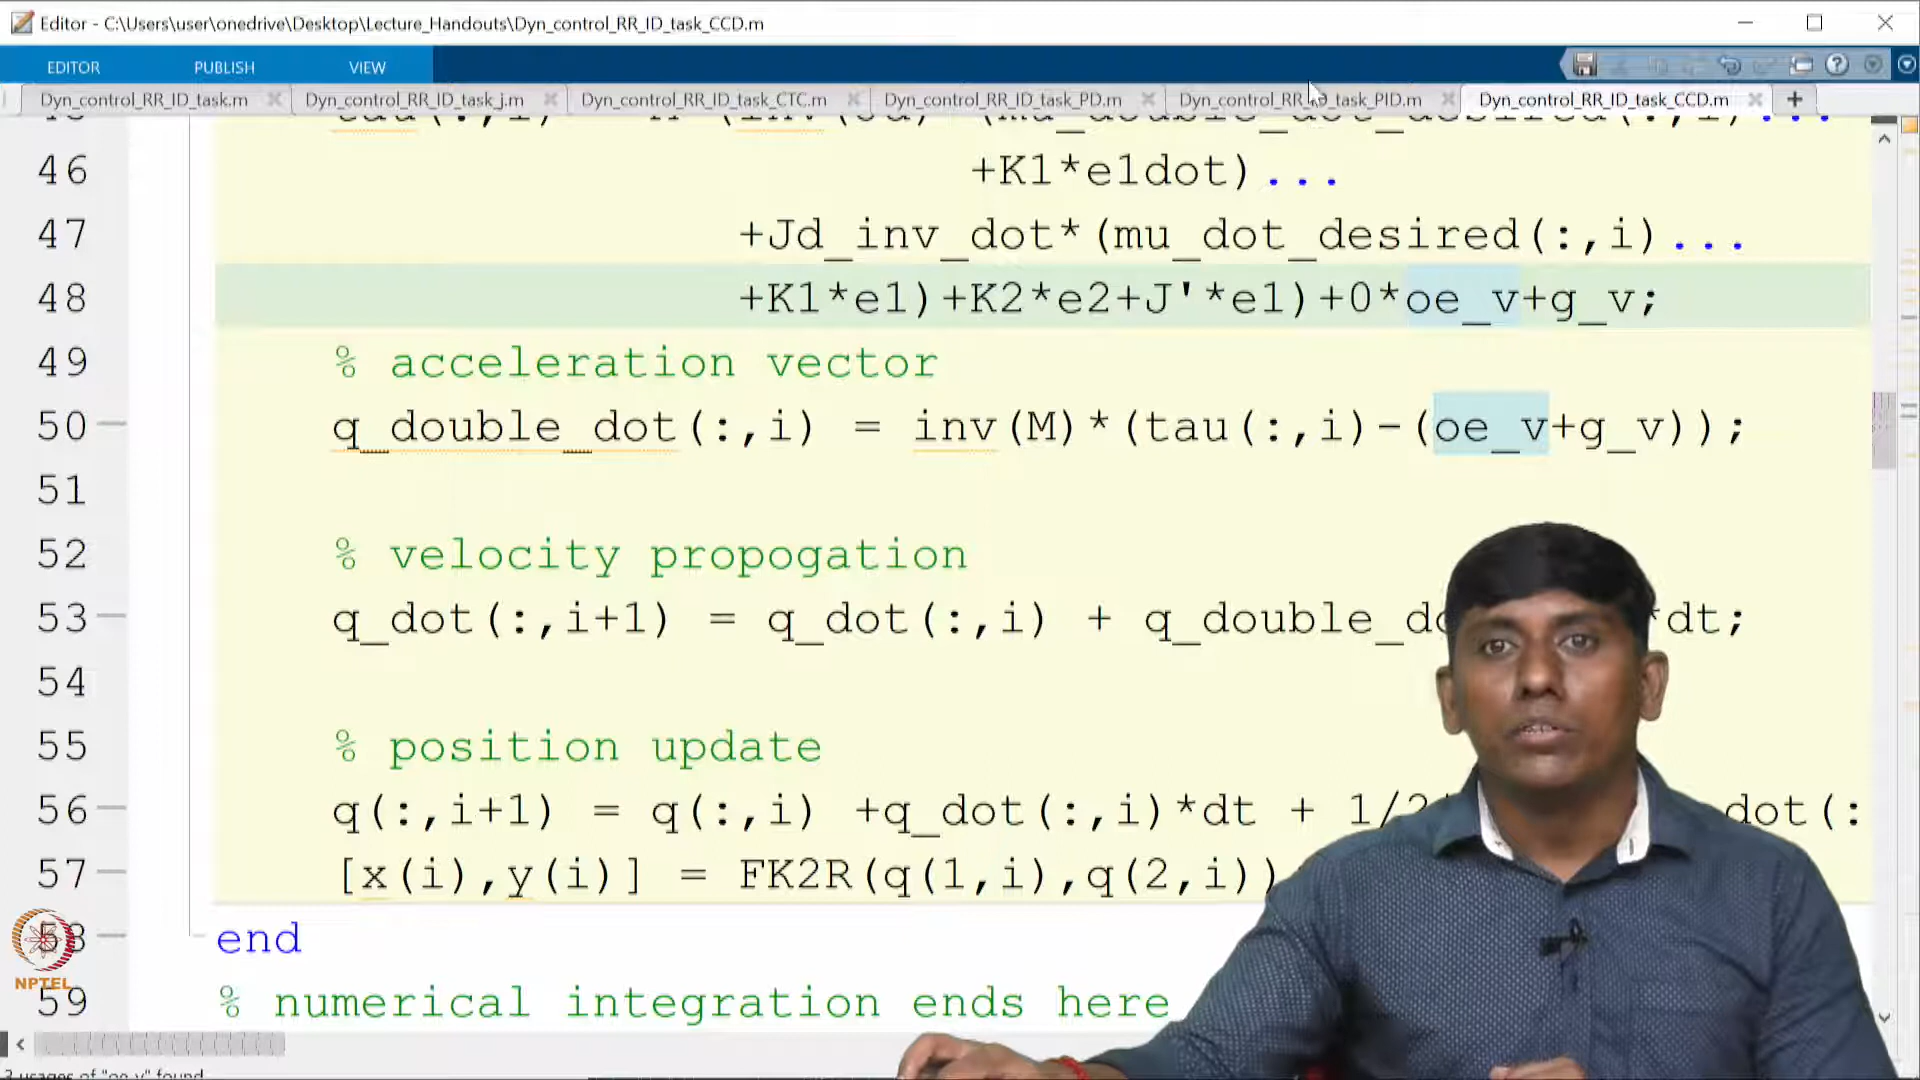 Editor - C:\Users\user\onedrive\Desktop\Lecture_Handouts\Dyn_control_RR_ID_task_CCD.m
EDITOR PUBLISH VIEW
Dyn_control_RR_ID_task.m Dyn_control_RR_ID_task_j.m Dyn_control_RR_ID_task_CTC.m Dyn_control_RR_ID_task_PD.m Dyn_control_RR_ID_task_PID.m Dyn_control_RR_ID_task_CCD.m
46 +K1*e1dot)...
47 +Jd_inv_dot*(mu_dot_desired(:,i)...
48 +K1*e1)+K2*e2+J'*e1)+0*oe_v+g_v;
49 % acceleration vector
50 q_double_dot(:,i) = inv(M)*(tau(:,i)-(oe_v+g_v));
51
52 % velocity propogation
53 q_dot(:,i+1) = q_dot(:,i) + q_double_do *dt;
54
55 % position update
56 q(:,i+1) = q(:,i) +q_dot(:,i)*dt + 1/2 dot(:
57 [x(i),y(i)] = FK2R(q(1,i),q(2,i))
58 end
59 % numerical integration ends here
NPTEL